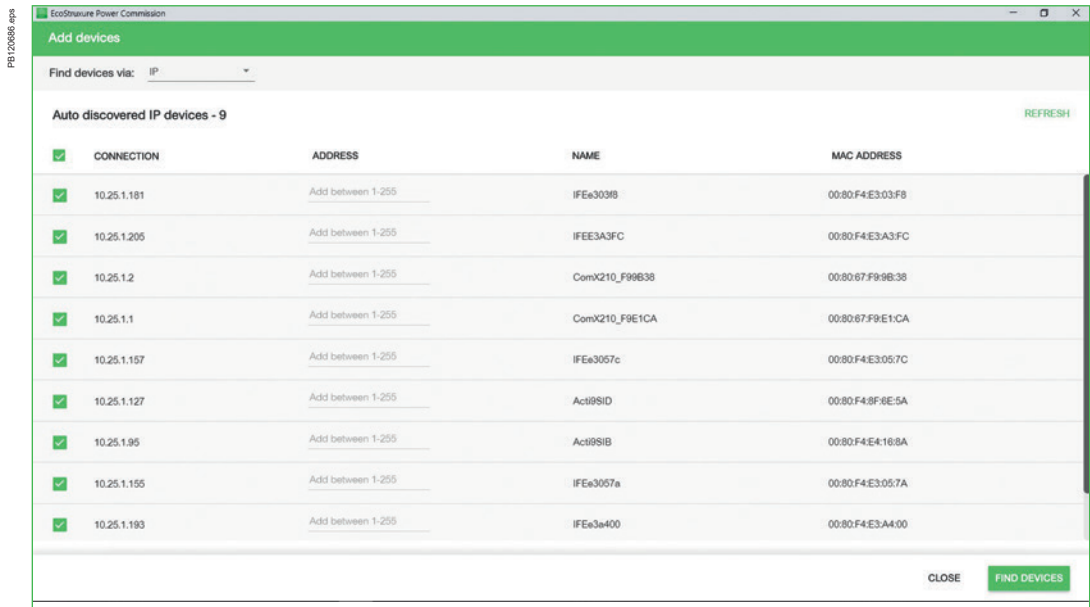 PB120686.eps
EcoStruxure Power Commission
Add devices
Find devices via: IP
Auto discovered IP devices - 9 REFRESH
CONNECTION ADDRESS NAME MAC ADDRESS
10.25.1.181 Add between 1-255 IFEe303f8 00:80:F4:E3:03:F8
10.25.1.205 Add between 1-255 IFEE3A3FC 00:80:F4:E3:A3:FC
10.25.1.2 Add between 1-255 ComX210_F99B38 00:80:67:F9:9B:38
10.25.1.1 Add between 1-255 ComX210_F9E1CA 00:80:67:F9:E1:CA
10.25.1.157 Add between 1-255 IFEe3057c 00:80:F4:E3:05:7C
10.25.1.127 Add between 1-255 Acti9SID 00:80:F4:8F:6E:5A
10.25.1.95 Add between 1-255 Acti9SIB 00:80:F4:E4:16:8A
10.25.1.155 Add between 1-255 IFEe3057a 00:80:F4:E3:05:7A
10.25.1.193 Add between 1-255 IFEe3a400 00:80:F4:E3:A4:00
CLOSE FIND DEVICES